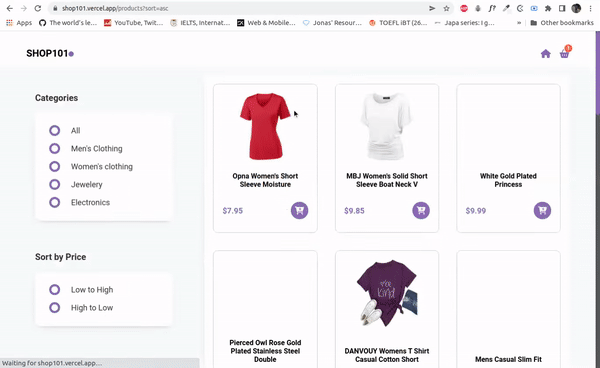 shop101.vercel.app/products?sort=asc
Apps The world's le... YouTube, Twit... IELTS, Internat... Web & Mobile... Jonas' Resour... TOEFL iBT (26... Japa series: I g... » Other bookmarks
SHOP101
Categories
All
Men's Clothing
Women's clothing
Jewelery
Electronics
Sort by Price
Low to High
High to Low
Opna Women's Short
Sleeve Moisture
$7.95
MBJ Women's Solid Short
Sleeve Boat Neck V
$9.85
White Gold Plated
Princess
$9.99
Pierced Owl Rose Gold
Plated Stainless Steel
Double
DANVOUY Womens T Shirt
Casual Cotton Short
Mens Casual Slim Fit
Waiting for shop101.vercel.app...